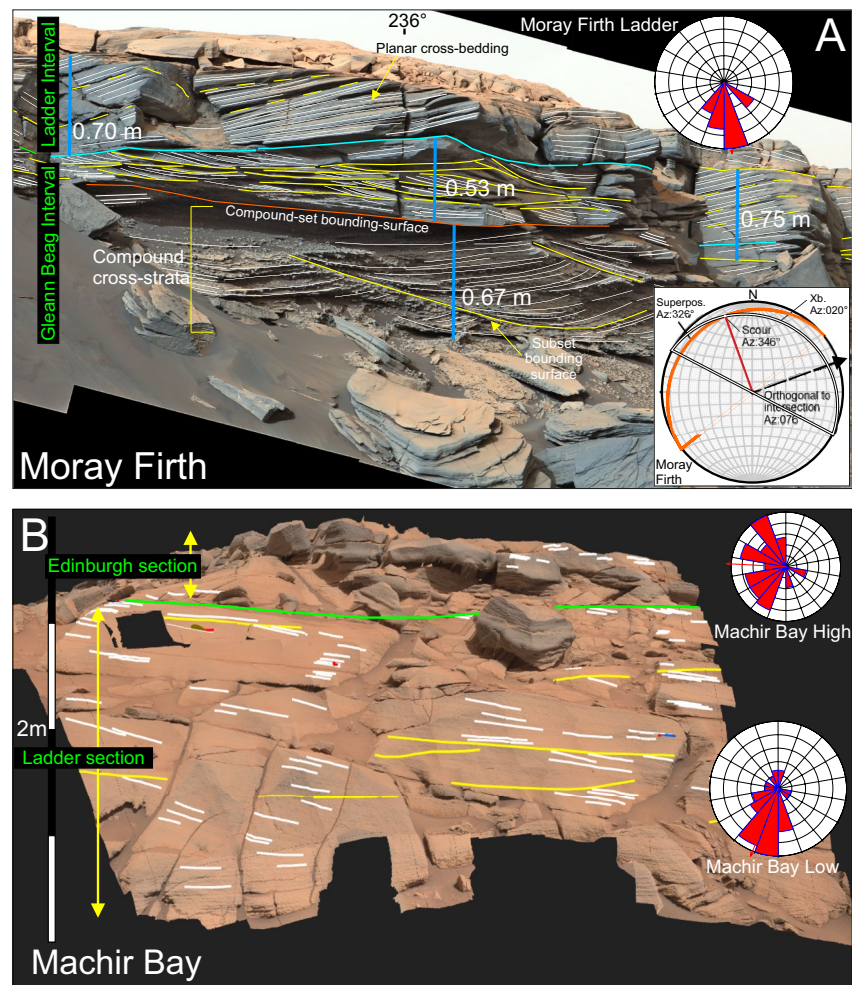 236°
Moray Firth Ladder
A
Planar cross-bedding
Ladder Interval
0.70 m
Gleann Beag Interval
0.53 m
Compound-set bounding-surface
0.75 m
Compound
cross-strata
0.67 m
Subset
bounding
surface
N
Superpos.
Az:326°
Xb.
Az:020°
Scour
Az:346°
Orthogonal to
intersection
Az:076
Moray
Firth
Moray Firth
B
Edinburgh section
Machir Bay High
2m
Ladder section
Machir Bay Low
Machir Bay